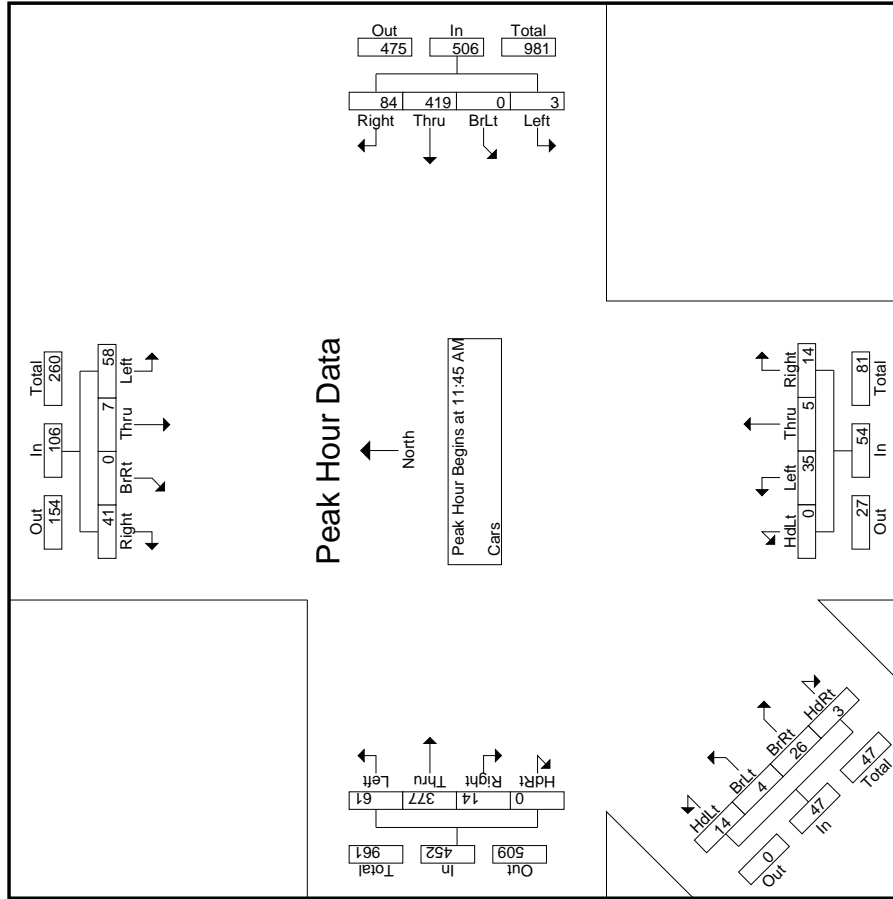 Out In Total
475 506 981
84 419 0 3
Right Thru BrLt Left
Out In Total
154 106 260
41 0 7 58
Right BrRt Thru Left
Peak Hour Data
North
Peak Hour Begins at 11:45 AM
Cars
HdLt Left Thru Right
0 35 5 14
27 54 81
Out In Total
Left Thru Right HdRt
61 377 14 0
961 452 509
Total In Out
HdLt BrLt BrRt HdRt
14 4 26 3
0 47 47
Out In Total